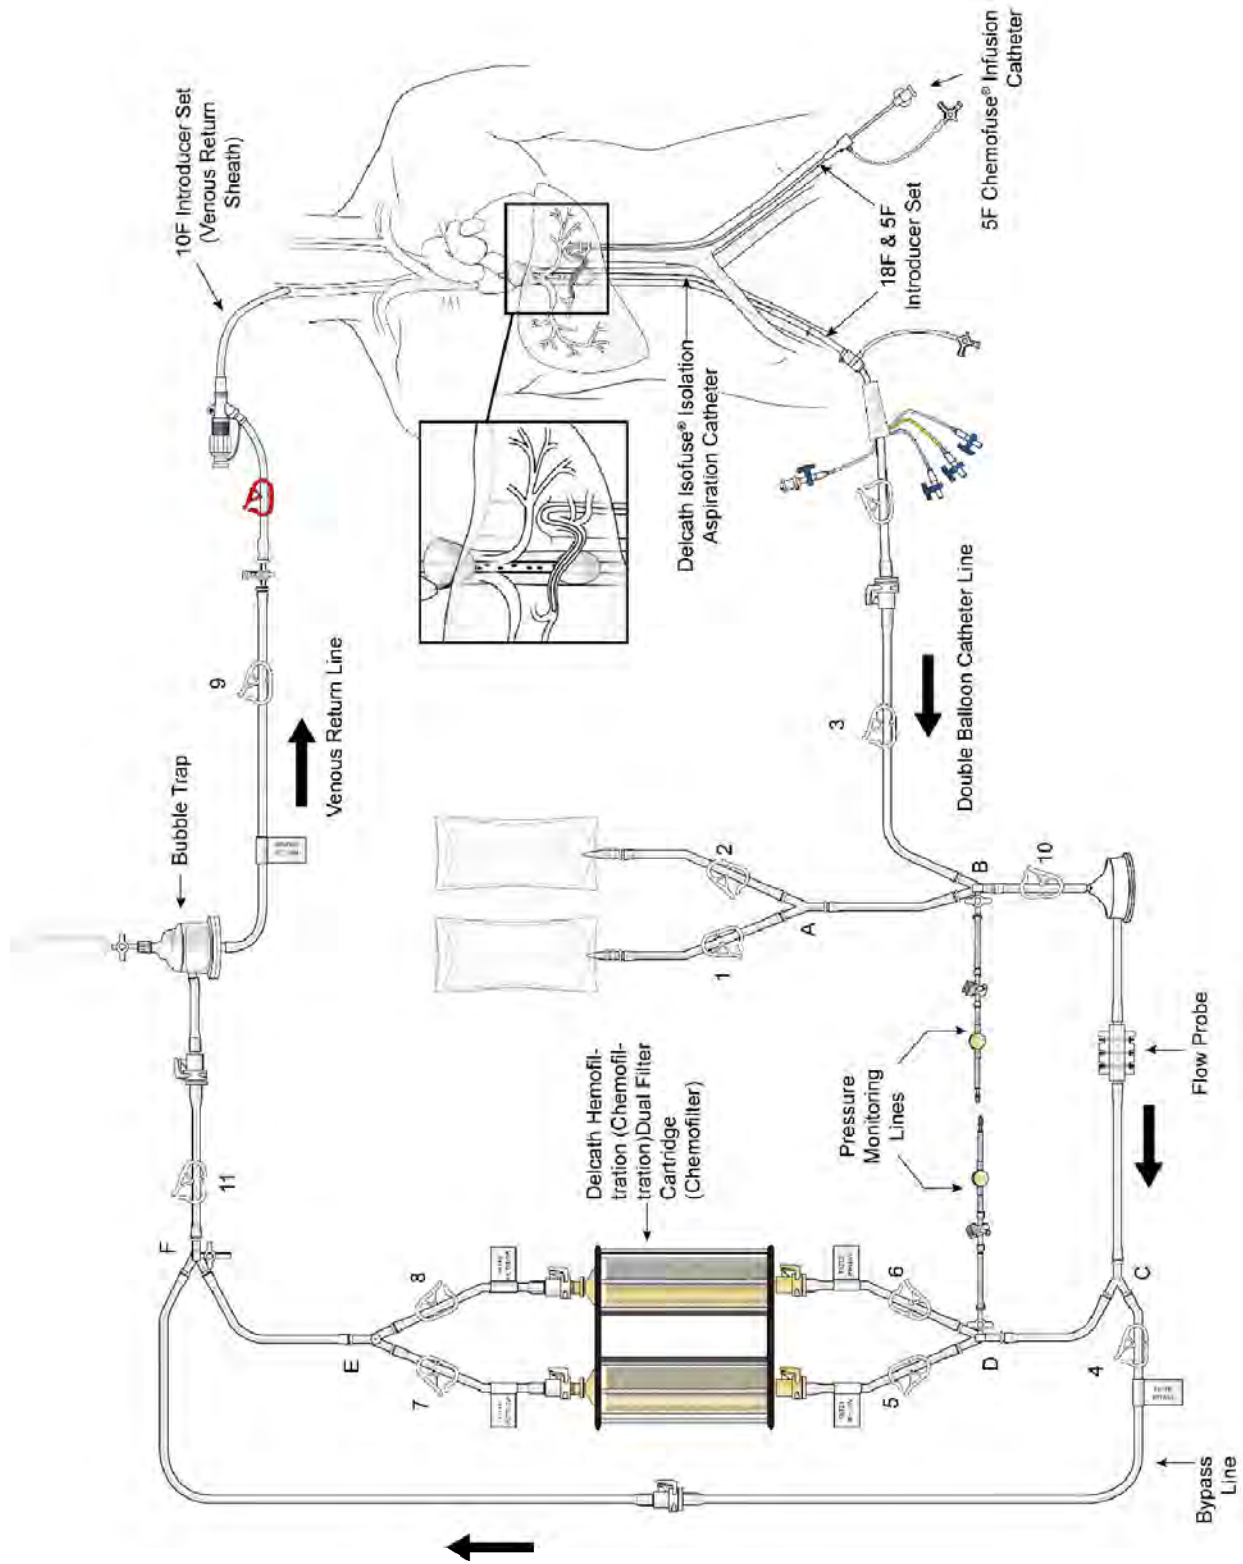 10F Introducer Set
(Venous Return
Sheath)
5F Chemofuse® Infusion
Catheter
18F & 5F
Introducer Set
Delcath Isofuse® Isolation
Aspiration Catheter
9
Venous Return Line
Bubble Trap
3
Double Balloon Catheter Line
2
1
A
B
10
Pressure
Monitoring
Lines
Flow Probe
Delcath Hemofil-
tration (Chemofil-
tration)Dual Filter
Cartridge
(Chemofilter)
11
F
8
6
E
C
D
7
5
4
Bypass
Line